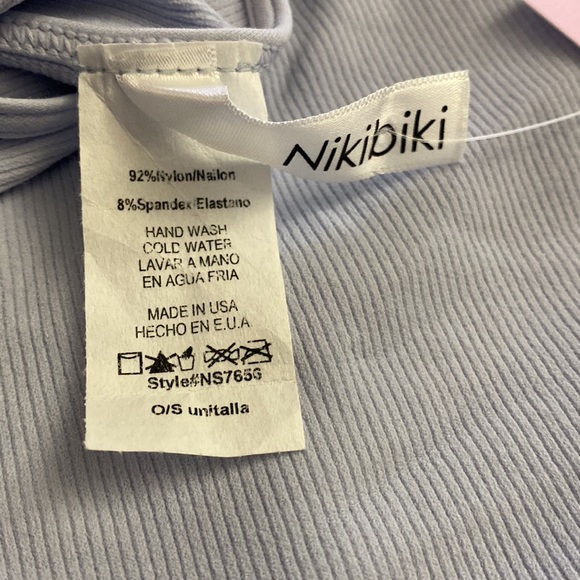 Nikibiki
92%Nylon/Nailon
8%Spandex/Elastano
HAND WASH
COLD WATER
LAVAR A MANO
EN AGUA FRIA
MADE IN USA
HECHO EN E.U.A.
Style#NS7656
O/S unitalla